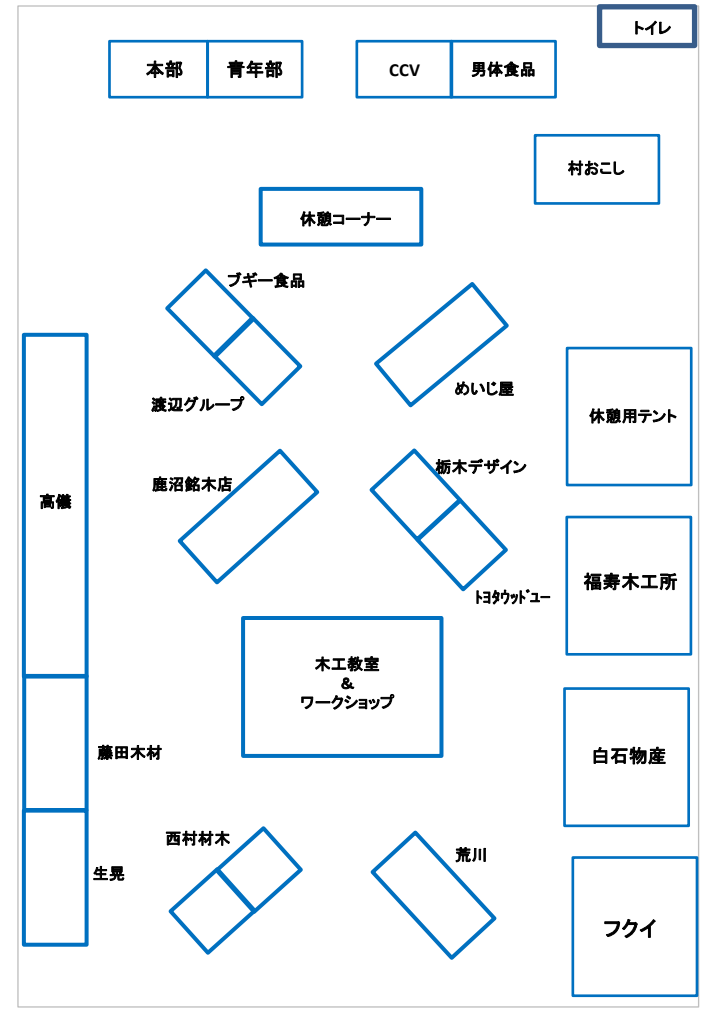 トイレ
本部
青年部
CCV
男体食品
村おこし
休憩コーナー
ブギー食品
渡辺グループ
めいじ屋
休憩用テント
鹿沼銘木店
栃木デザイン
高儀
トヨタウッドユー
福寿木工所
木工教室
&
ワークショップ
藤田木材
白石物産
西村材木
荒川
生晃
フクイ